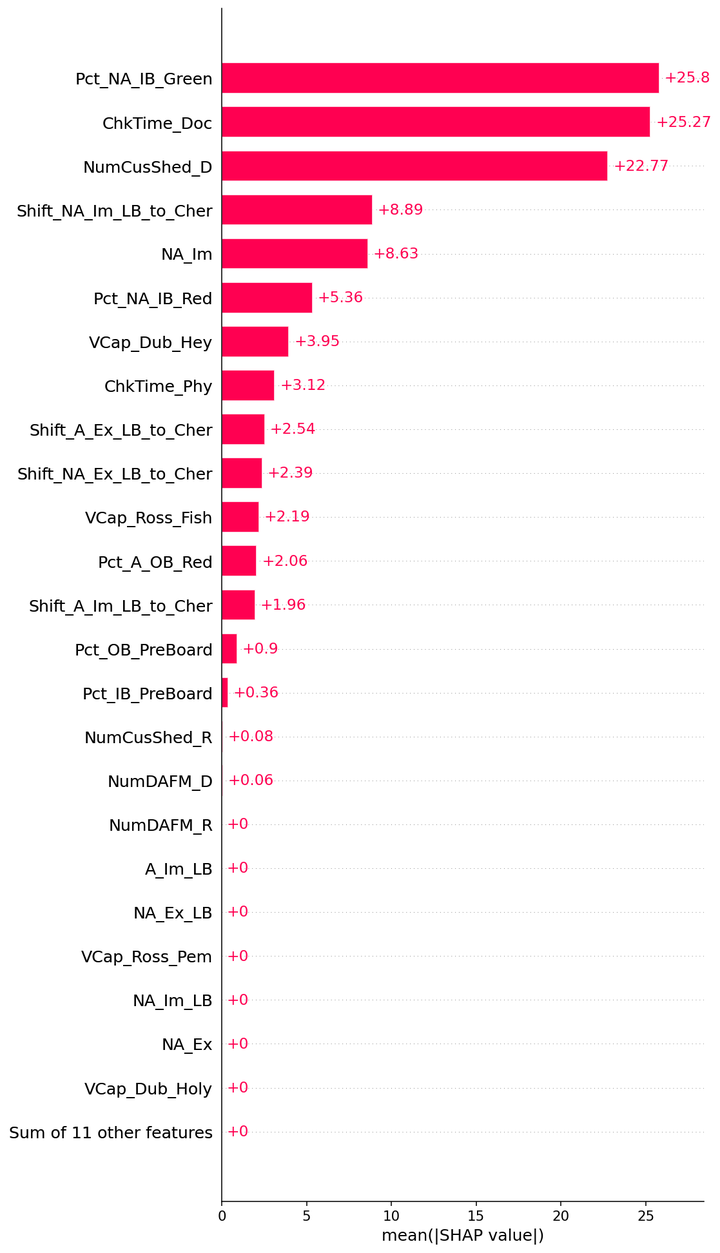 Pct_NA_IB_Green +25.8
ChkTime_Doc +25.27
NumCusShed_D +22.77
Shift_NA_Im_LB_to_Cher +8.89
NA_Im +8.63
Pct_NA_IB_Red +5.36
VCap_Dub_Hey +3.95
ChkTime_Phy +3.12
Shift_A_Ex_LB_to_Cher +2.54
Shift_NA_Ex_LB_to_Cher +2.39
VCap_Ross_Fish +2.19
Pct_A_OB_Red +2.06
Shift_A_Im_LB_to_Cher +1.96
Pct_OB_PreBoard +0.9
Pct_IB_PreBoard +0.36
NumCusShed_R +0.08
NumDAFM_D +0.06
NumDAFM_R +0
A_Im_LB +0
NA_Ex_LB +0
VCap_Ross_Pem +0
NA_Im_LB +0
NA_Ex +0
VCap_Dub_Holy +0
Sum of 11 other features +0
0 5 10 15 20 25
mean(|SHAP value|)